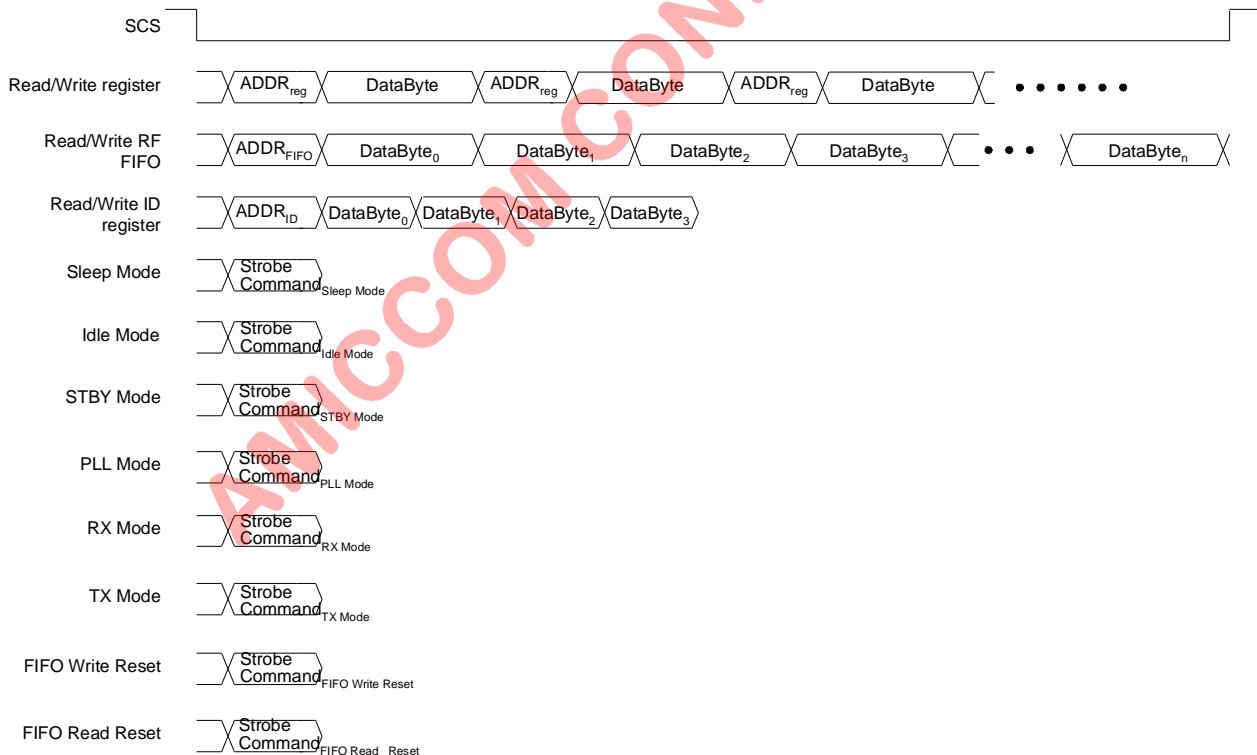 SCS
Read/Write register ADDRreg DataByte ADDRreg DataByte ADDRreg DataByte
Read/Write RF
FIFO ADDRFIFO DataByte0 DataByte1 DataByte2 DataByte3 DataByten
Read/Write ID
register ADDRID DataByte0 DataByte1 DataByte2 DataByte3
Sleep Mode Strobe
CommandSleep Mode
Idle Mode Strobe
CommandIdle Mode
STBY Mode Strobe
CommandSTBY Mode
PLL Mode Strobe
CommandPLL Mode
RX Mode Strobe
CommandRX Mode
TX Mode Strobe
CommandTX Mode
FIFO Write Reset Strobe
CommandFIFO Write Reset
FIFO Read Reset Strobe
CommandFIFO Read Reset
AMICCOM